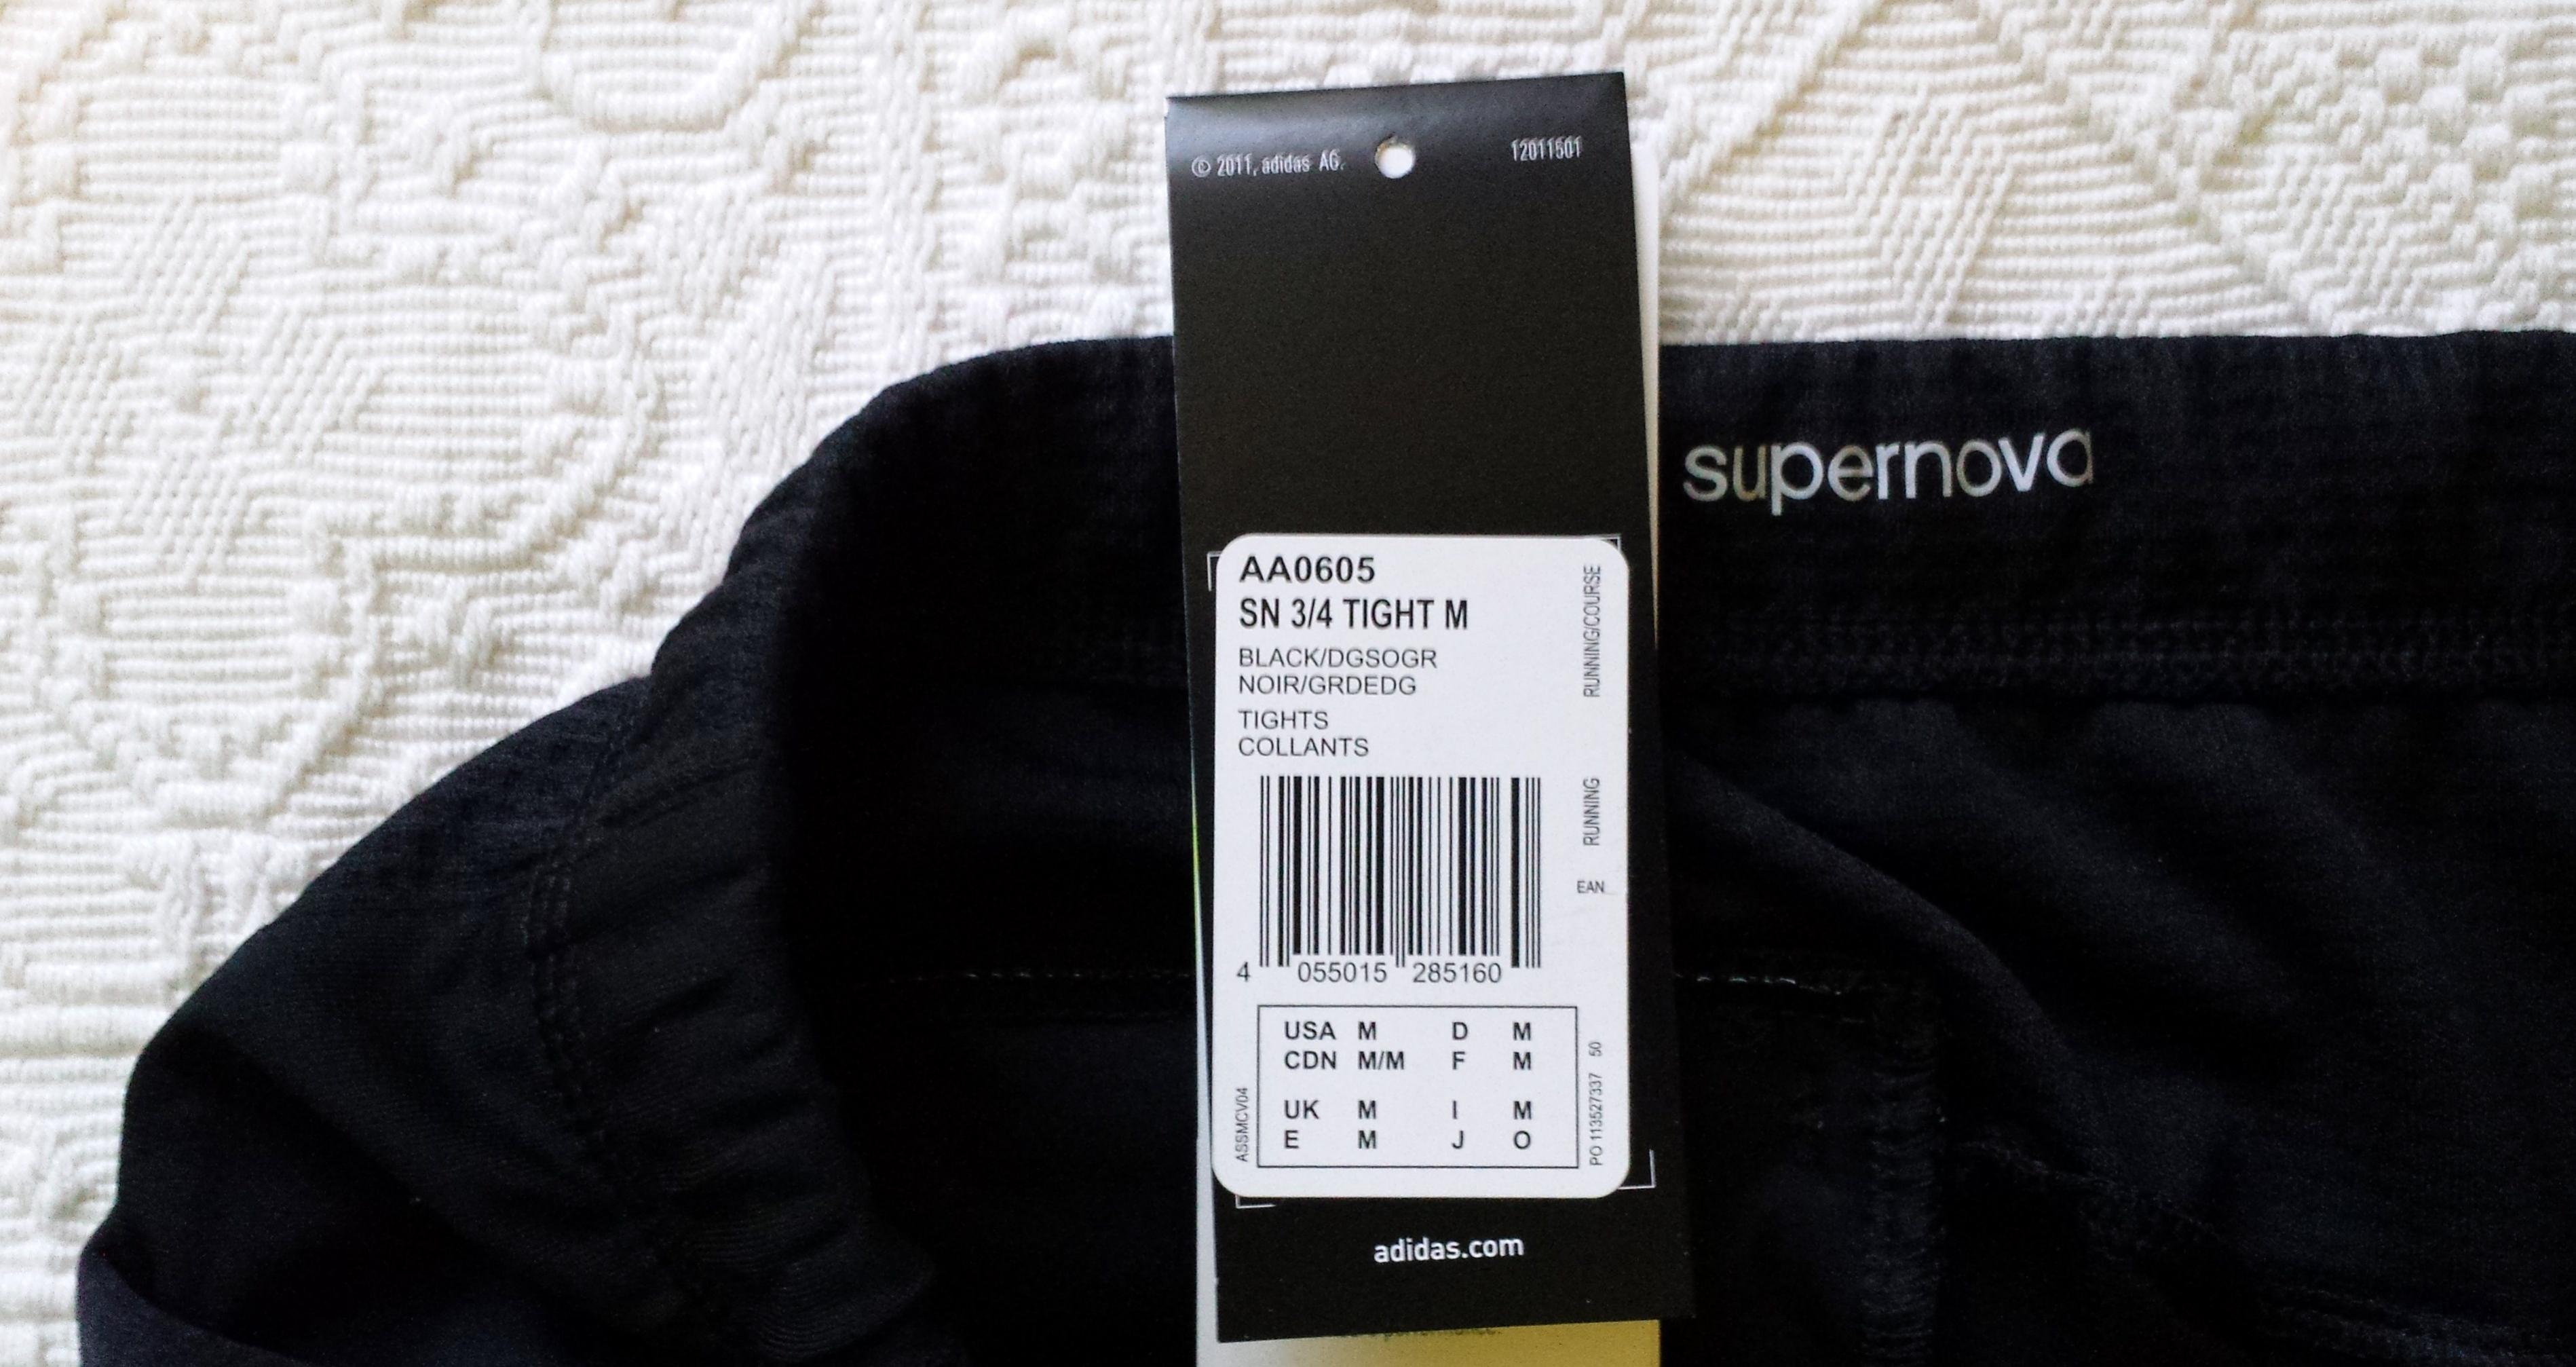 © 2011, adidas AG.
12011501
supernova
AA0605
SN 3/4 TIGHT M
BLACK/DGSOGR
NOIR/GRDEDG
TIGHTS
COLLANTS
RUNNING/COURSE
RUNNING
EAN
4 055015 285160
USA M D M
CDN M/M F M
UK M I M
E M J O
ASSMCV04
PO 113527337 50
adidas.com